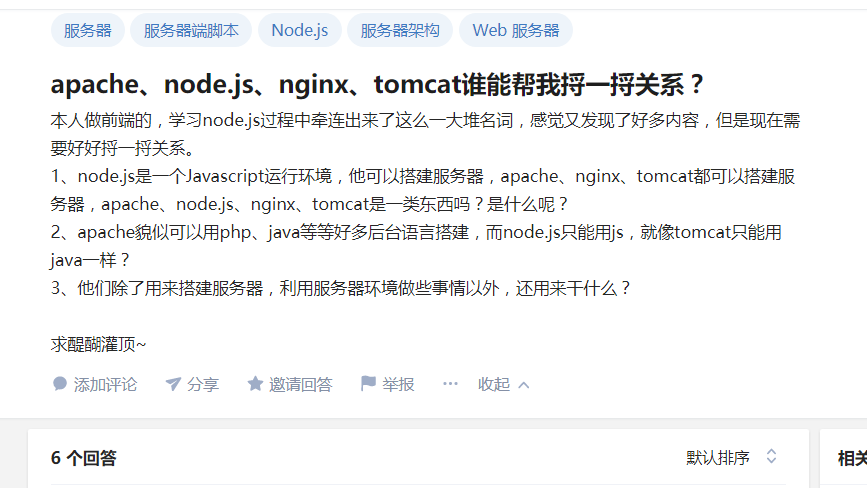 服务器 服务器端脚本 Node.js 服务器架构 Web 服务器
apache、node.js、nginx、tomcat谁能帮我捋一捋关系？
本人做前端的，学习node.js过程中牵连出来了这么一大堆名词，感觉又发现了好多内容，但是现在需
要好好捋一捋关系。
1、node.js是一个Javascript运行环境，他可以搭建服务器，apache、nginx、tomcat都可以搭建服
务器，apache、node.js、nginx、tomcat是一类东西吗？是什么呢？
2、apache貌似可以用php、java等等好多后台语言搭建，而node.js只能用js，就像tomcat只能用
java一样？
3、他们除了用来搭建服务器，利用服务器环境做些事情以外，还用来干什么？
求醍醐灌顶~
添加评论 分享 邀请回答 举报 ··· 收起
6 个回答 默认排序 相关